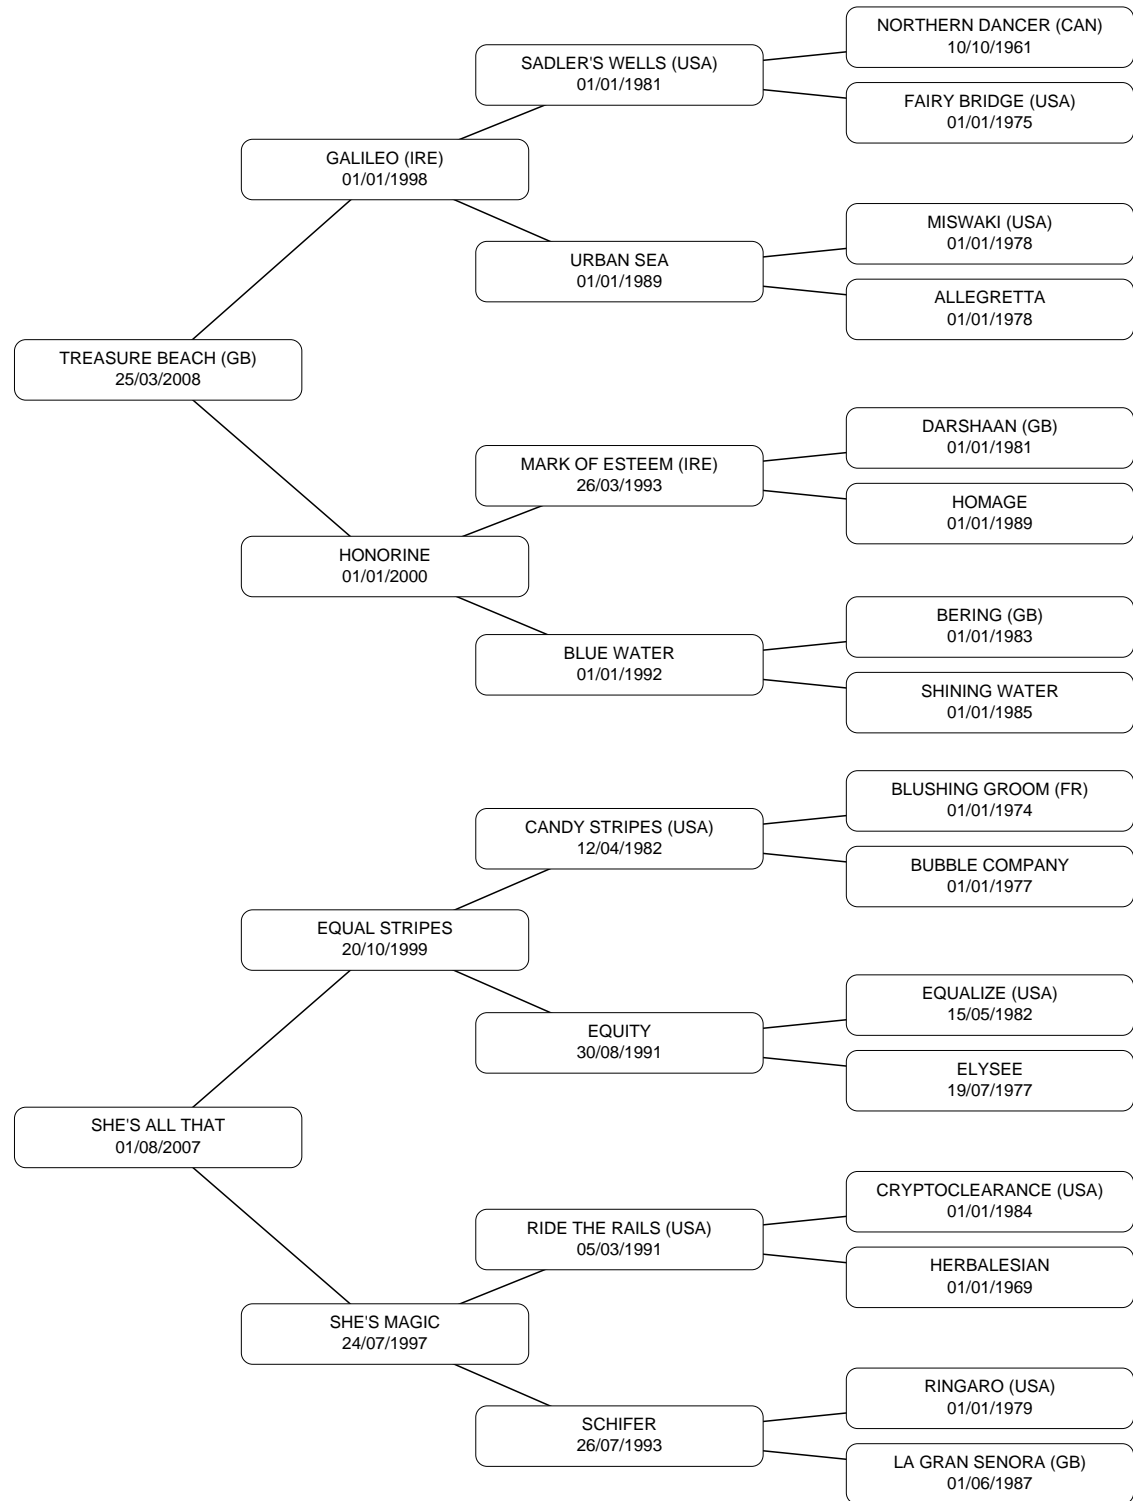 NORTHERN DANCER (CAN)
10/10/1961
SADLER'S WELLS (USA)
01/01/1981
FAIRY BRIDGE (USA)
01/01/1975
GALILEO (IRE)
01/01/1998
MISWAKI (USA)
01/01/1978
URBAN SEA
01/01/1989
ALLEGRETTA
01/01/1978
TREASURE BEACH (GB)
25/03/2008
DARSHAAN (GB)
01/01/1981
MARK OF ESTEEM (IRE)
26/03/1993
HOMAGE
01/01/1989
HONORINE
01/01/2000
BERING (GB)
01/01/1983
BLUE WATER
01/01/1992
SHINING WATER
01/01/1985
BLUSHING GROOM (FR)
01/01/1974
CANDY STRIPES (USA)
12/04/1982
BUBBLE COMPANY
01/01/1977
EQUAL STRIPES
20/10/1999
EQUALIZE (USA)
15/05/1982
EQUITY
30/08/1991
ELYSEE
19/07/1977
SHE'S ALL THAT
01/08/2007
CRYPTOCLEARANCE (USA)
01/01/1984
RIDE THE RAILS (USA)
05/03/1991
HERBALESIAN
01/01/1969
SHE'S MAGIC
24/07/1997
RINGARO (USA)
01/01/1979
SCHIFER
26/07/1993
LA GRAN SENORA (GB)
01/06/1987